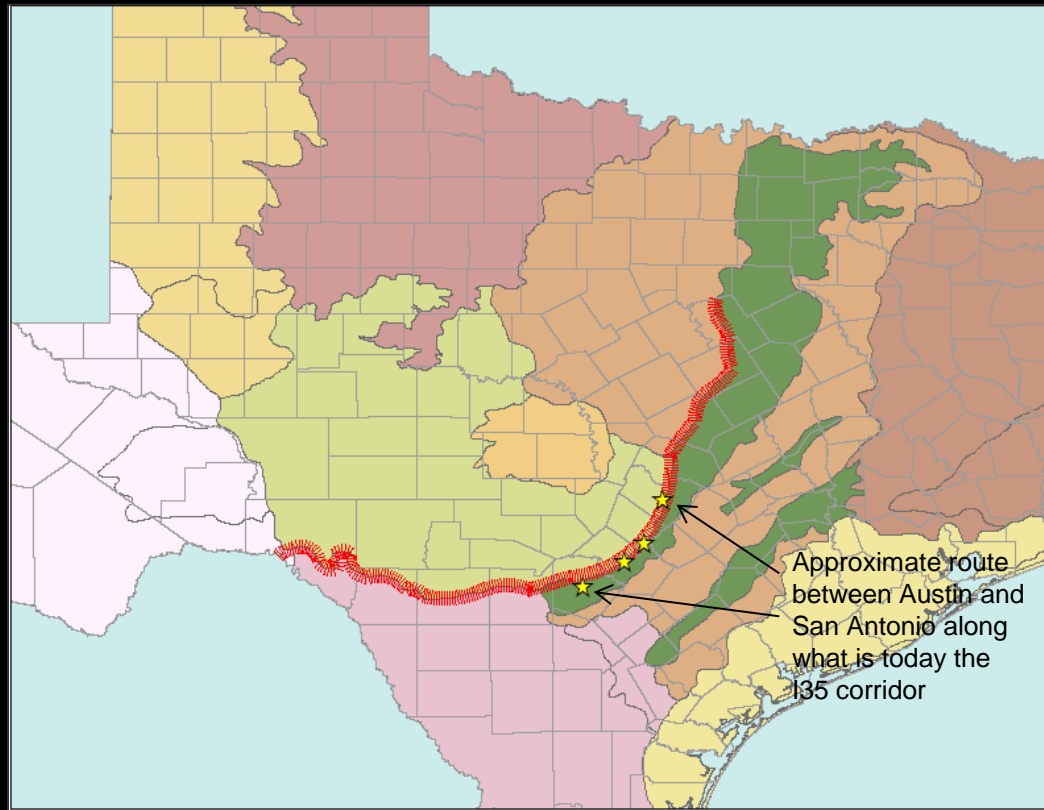 Approximate route
between Austin and
San Antonio along
what is today the
I35 corridor